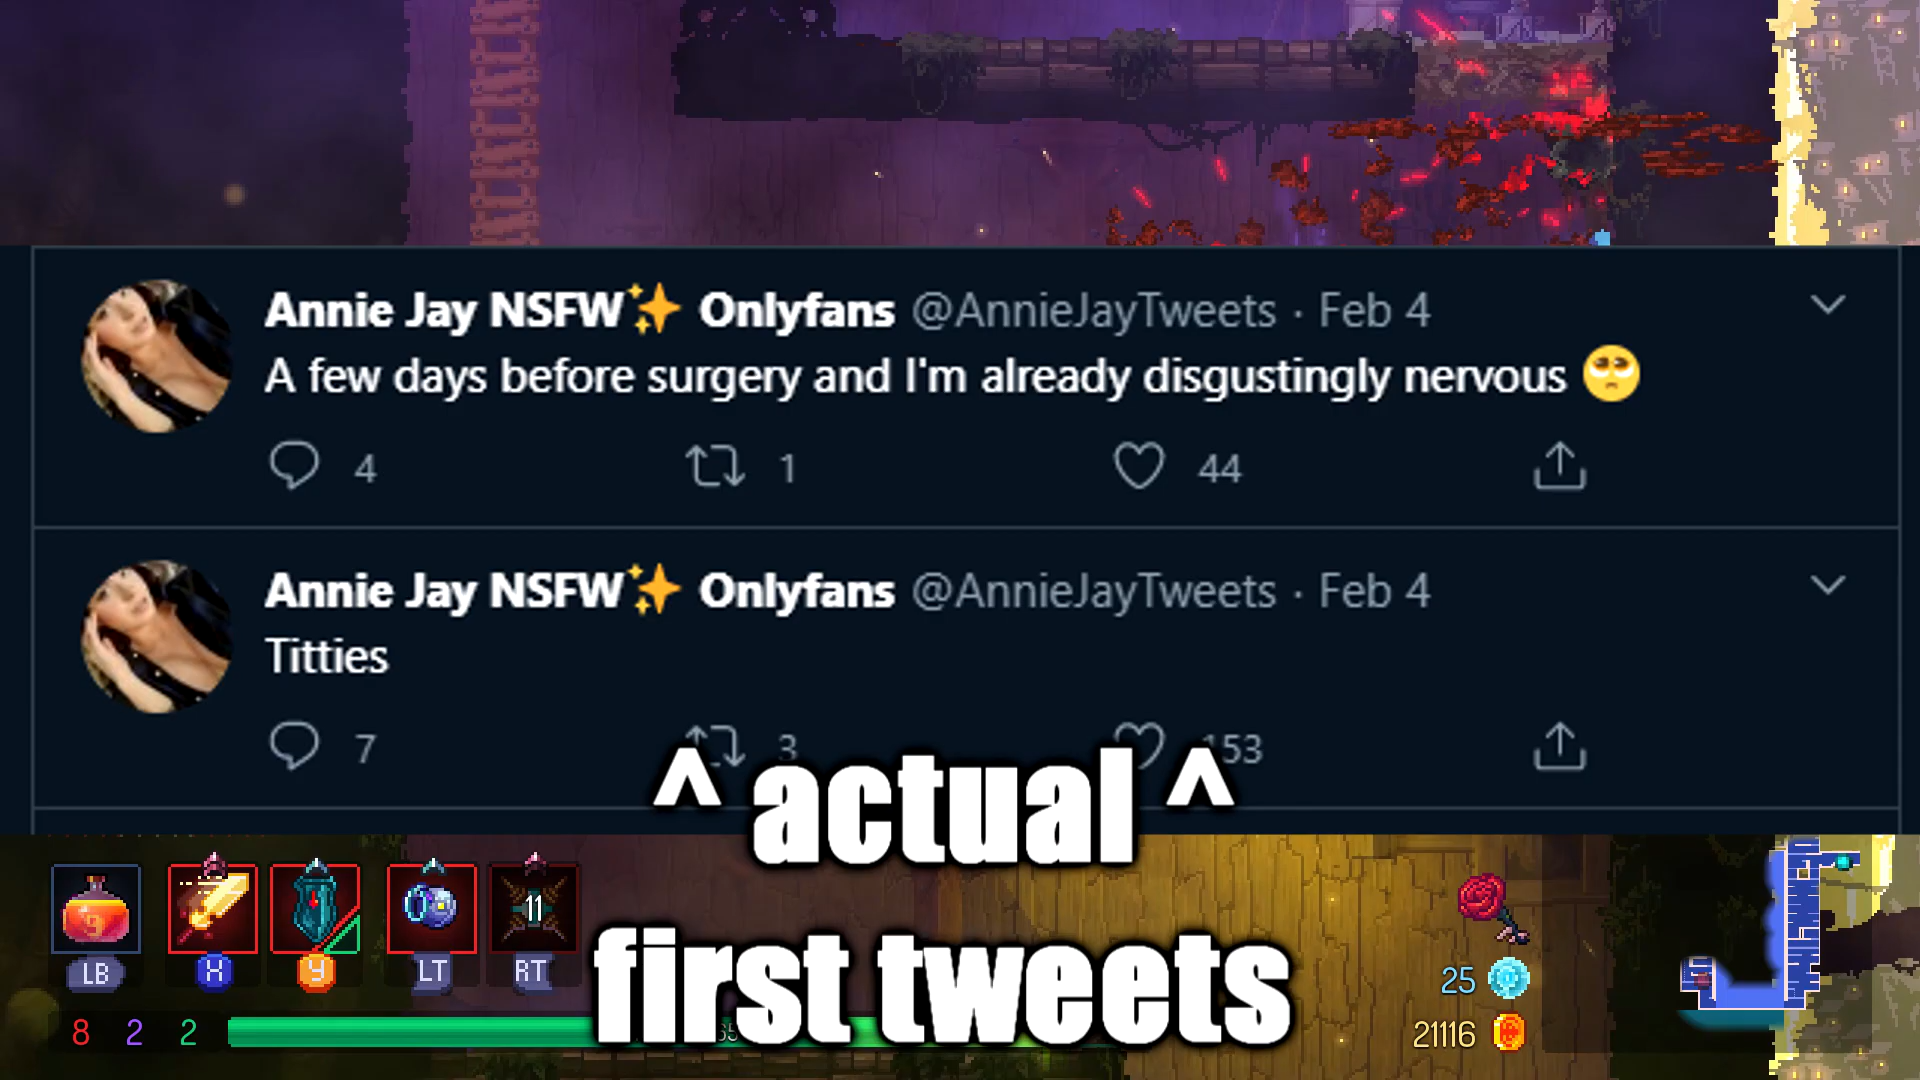 Annie Jay NSFW✨ Onlyfans @AnnieJayTweets · Feb 4
A few days before surgery and I'm already disgustingly nervous 🥺
4 1 44
Annie Jay NSFW✨ Onlyfans @AnnieJayTweets · Feb 4
Titties
7 3 153
^ actual ^
first tweets
9 11
LB X Y LT RT
25
8 2 2
21116